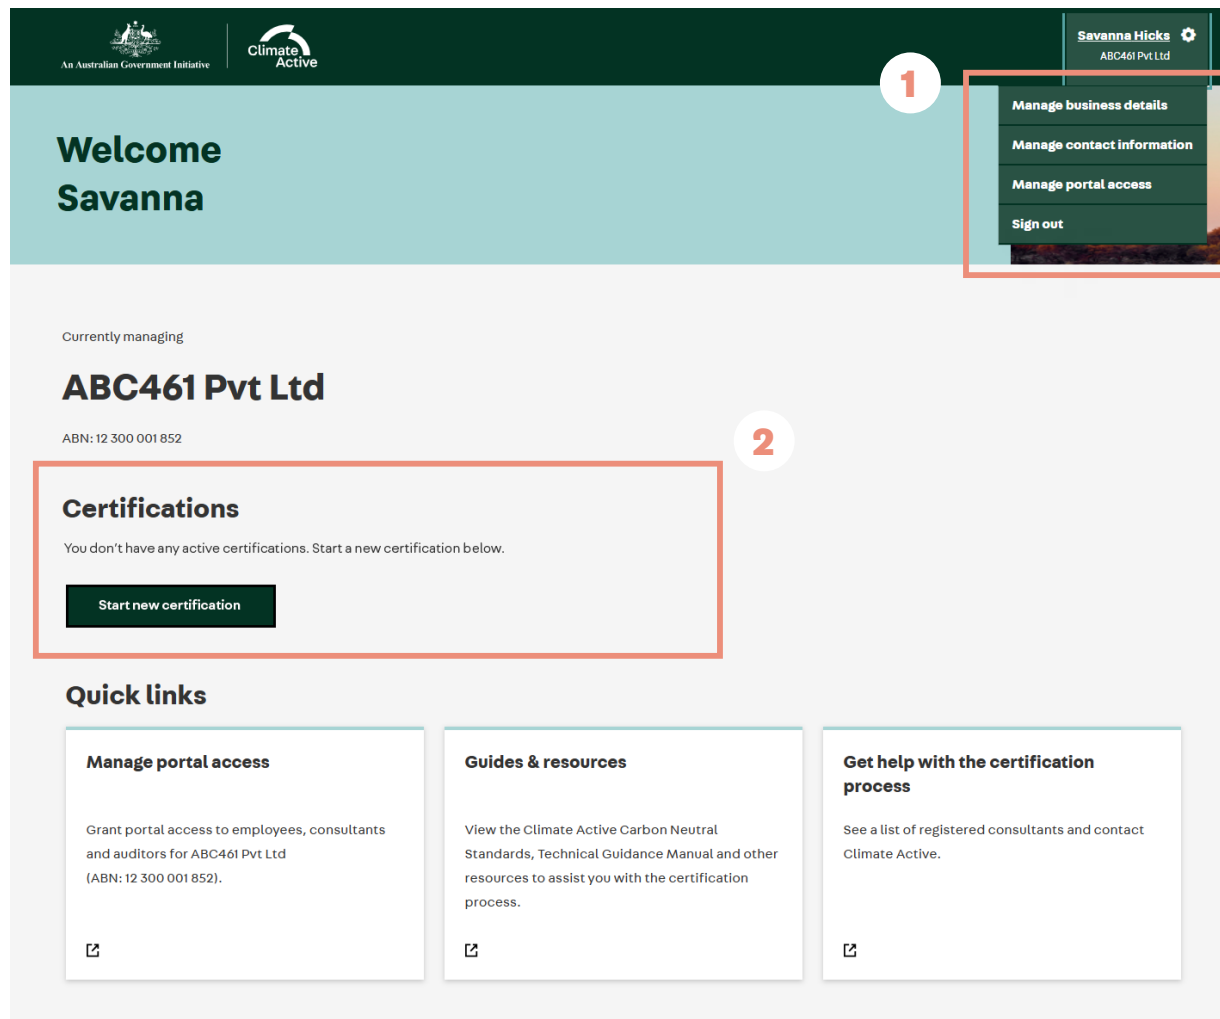 An Australian Government Initiative
Climate
Active
Savanna Hicks
ABC461 Pvt Ltd
1
Manage business details
Manage contact information
Manage portal access
Sign out
Welcome
Savanna
Currently managing
ABC461 Pvt Ltd
ABN: 12 300 001 852
2
Certifications
You don't have any active certifications. Start a new certification below.
Start new certification
Quick links
Manage portal access
Grant portal access to employees, consultants
and auditors for ABC461 Pvt Ltd
(ABN: 12 300 001 852).
Guides & resources
View the Climate Active Carbon Neutral
Standards, Technical Guidance Manual and other
resources to assist you with the certification
process.
Get help with the certification
process
See a list of registered consultants and contact
Climate Active.